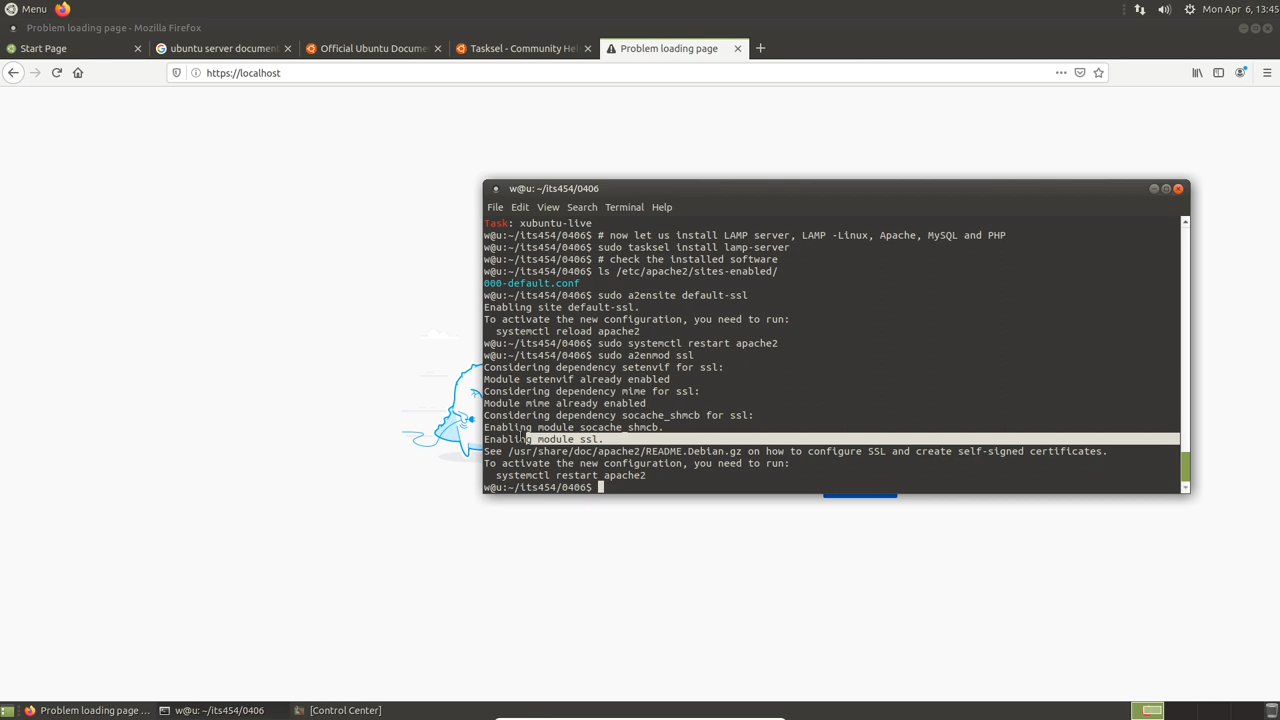 Menu
Mon Apr 6, 13:45
Problem loading page - Mozilla Firefox
Start Page
ubuntu server document
Official Ubuntu Docume
Tasksel - Community Hel
Problem loading page
https://localhost
w@u: ~/its454/0406
File Edit View Search Terminal Help
Task: xubuntu-live
w@u:~/its454/0406$ # now let us install LAMP server, LAMP -Linux, Apache, MySQL and PHP
w@u:~/its454/0406$ sudo tasksel install lamp-server
w@u:~/its454/0406$ # check the installed software
w@u:~/its454/0406$ ls /etc/apache2/sites-enabled/
000-default.conf
w@u:~/its454/0406$ sudo a2ensite default-ssl
Enabling site default-ssl.
To activate the new configuration, you need to run:
  systemctl reload apache2
w@u:~/its454/0406$ sudo systemctl restart apache2
w@u:~/its454/0406$ sudo a2enmod ssl
Considering dependency setenvif for ssl:
Module setenvif already enabled
Considering dependency mime for ssl:
Module mime already enabled
Considering dependency socache_shmcb for ssl:
Enabling module socache_shmcb.
Enabling module ssl.
See /usr/share/doc/apache2/README.Debian.gz on how to configure SSL and create self-signed certificates.
To activate the new configuration, you need to run:
  systemctl restart apache2
w@u:~/its454/0406$
Problem loading page ...
w@u: ~/its454/0406
[Control Center]